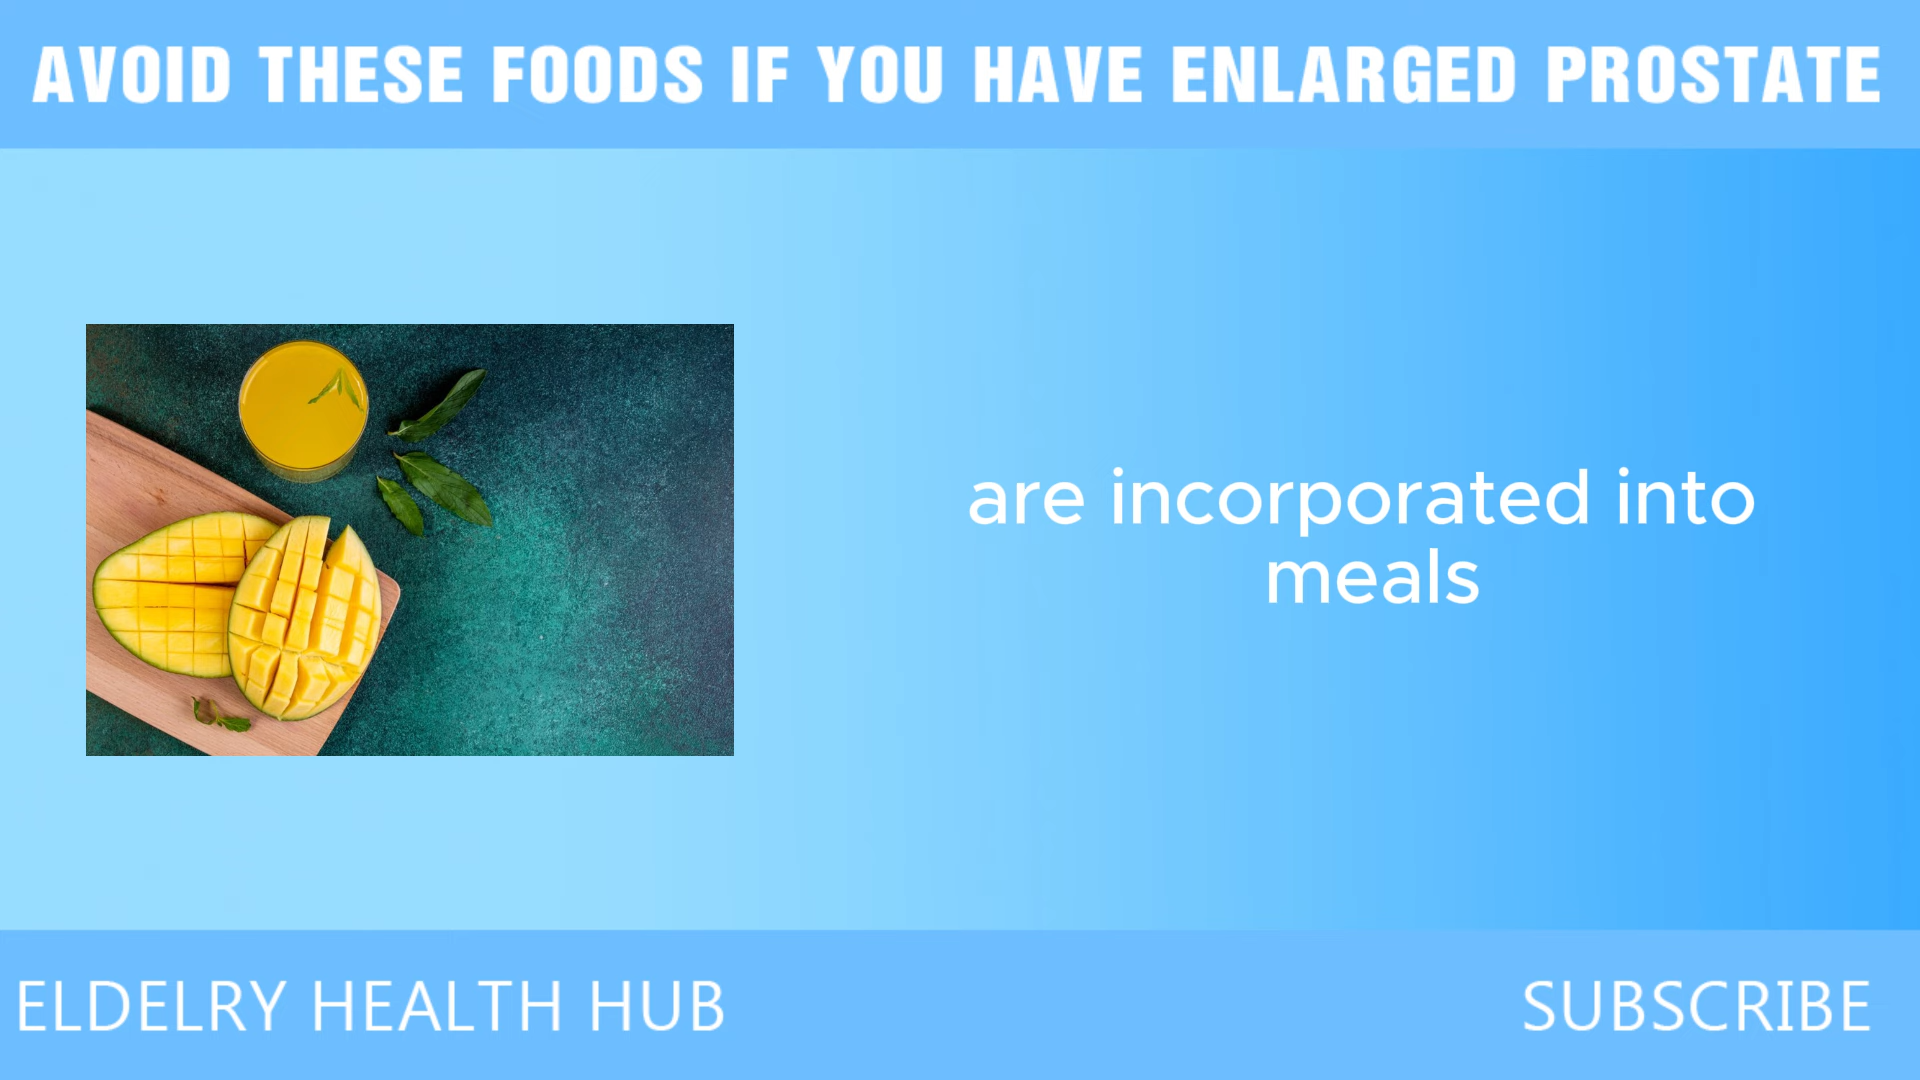 AVOID THESE FOODS IF YOU HAVE ENLARGED PROSTATE
are incorporated into
meals
ELDELRY HEALTH HUB
SUBSCRIBE